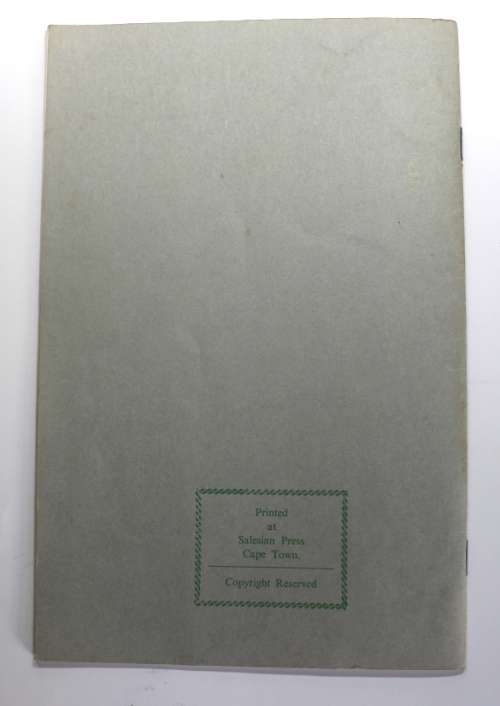 Printed
at
Salesian Press
Cape Town.
Copyright Reserved